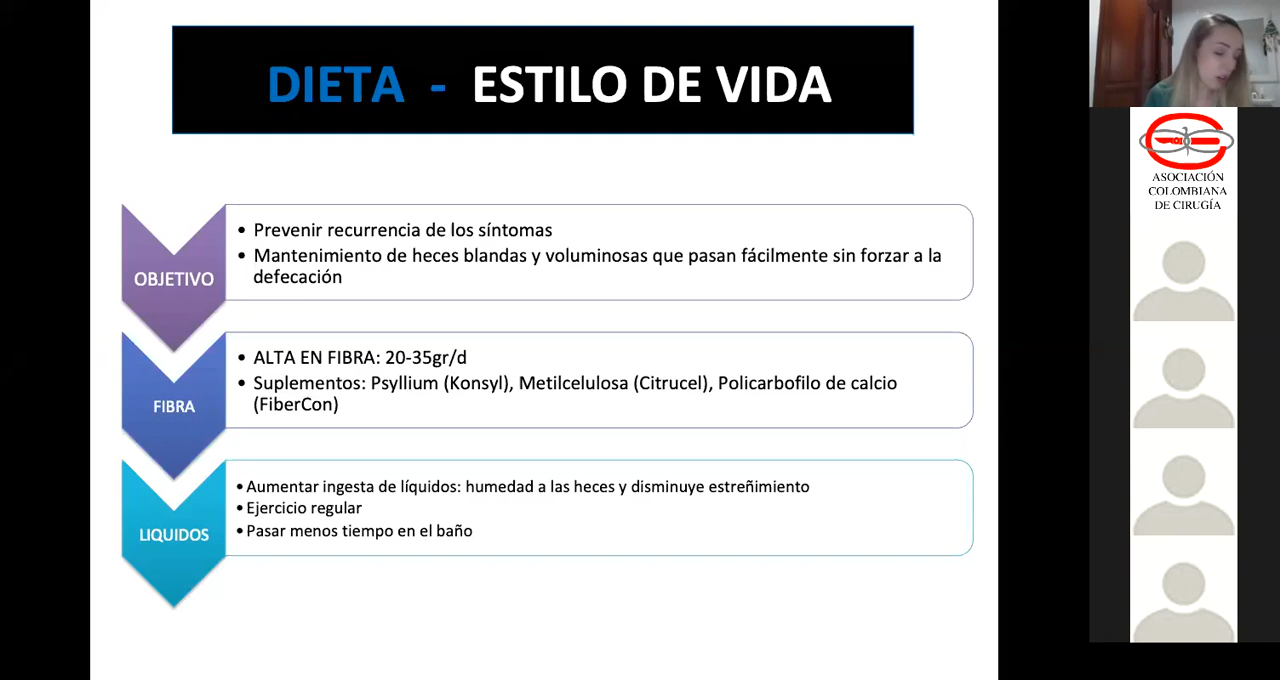 DIETA - ESTILO DE VIDA
OBJETIVO
• Prevenir recurrencia de los síntomas
• Mantenimiento de heces blandas y voluminosas que pasan fácilmente sin forzar a la
defecación
FIBRA
• ALTA EN FIBRA: 20-35gr/d
• Suplementos: Psyllium (Konsyl), Metilcelulosa (Citrucel), Policarbofilo de calcio
(FiberCon)
LIQUIDOS
• Aumentar ingesta de líquidos: humedad a las heces y disminuye estreñimiento
• Ejercicio regular
• Pasar menos tiempo en el baño
ASOCIACIÓN
COLOMBIANA
DE CIRUGÍA